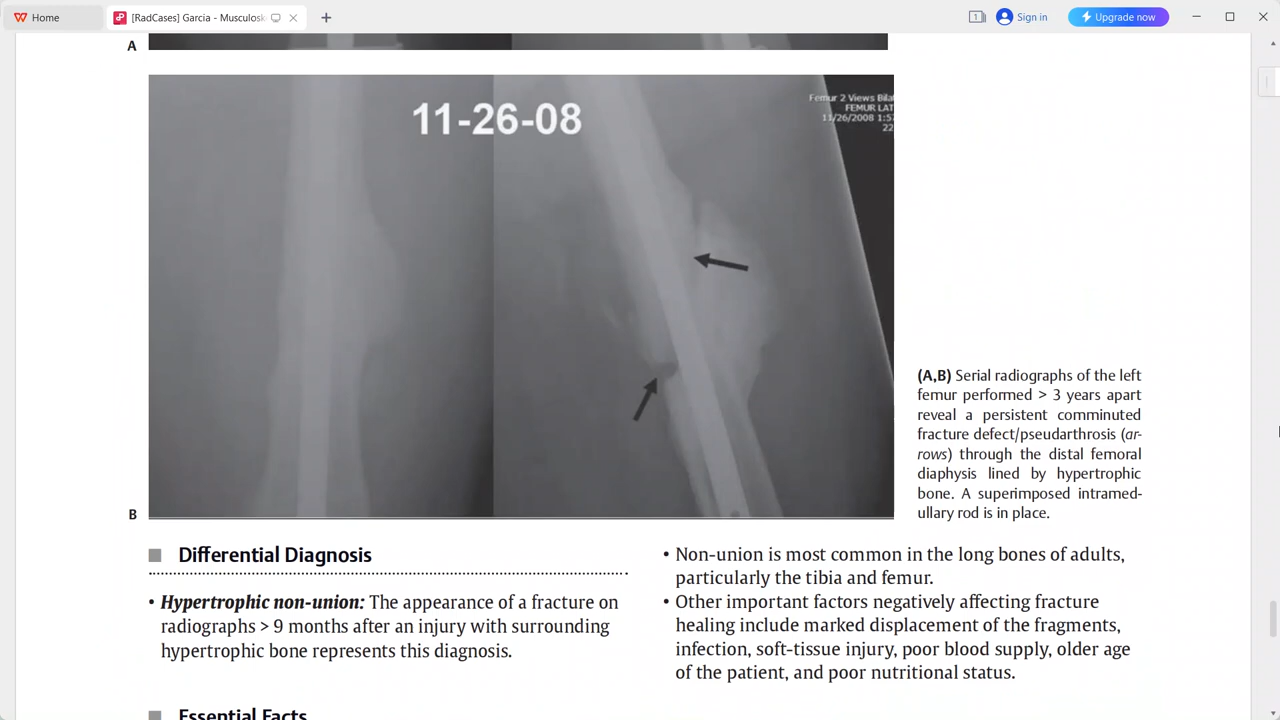 Home
[RadCases] Garcia - Musculosk
Sign in
Upgrade now
A
11-26-08
Femur 2 Views Bilat
FEMUR LAT
11/26/2008 1:57
22
B
(A,B) Serial radiographs of the left
femur performed > 3 years apart
reveal a persistent comminuted
fracture defect/pseudarthrosis (ar-
rows) through the distal femoral
diaphysis lined by hypertrophic
bone. A superimposed intramed-
ullary rod is in place.
■ Differential Diagnosis
• Hypertrophic non-union: The appearance of a fracture on
radiographs > 9 months after an injury with surrounding
hypertrophic bone represents this diagnosis.
Essential Facts
• Non-union is most common in the long bones of adults,
particularly the tibia and femur.
• Other important factors negatively affecting fracture
healing include marked displacement of the fragments,
infection, soft-tissue injury, poor blood supply, older age
of the patient, and poor nutritional status.